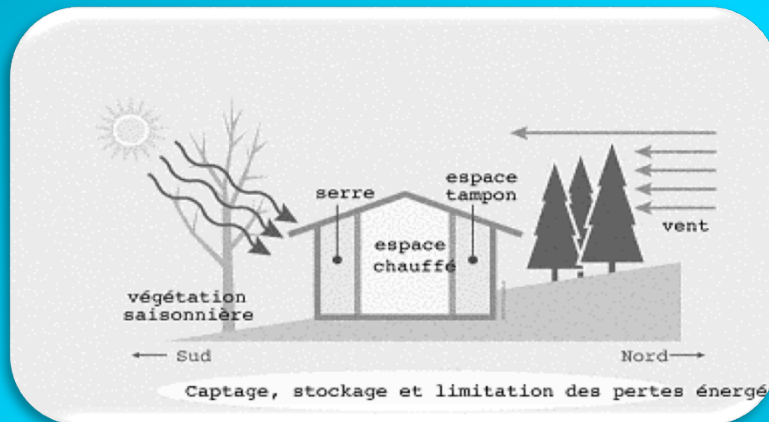 espace
tampon
serre
vent
espace
chauffé
végétation
saisonnière
Sud
Nord
Captage, stockage et limitation des pertes énergé